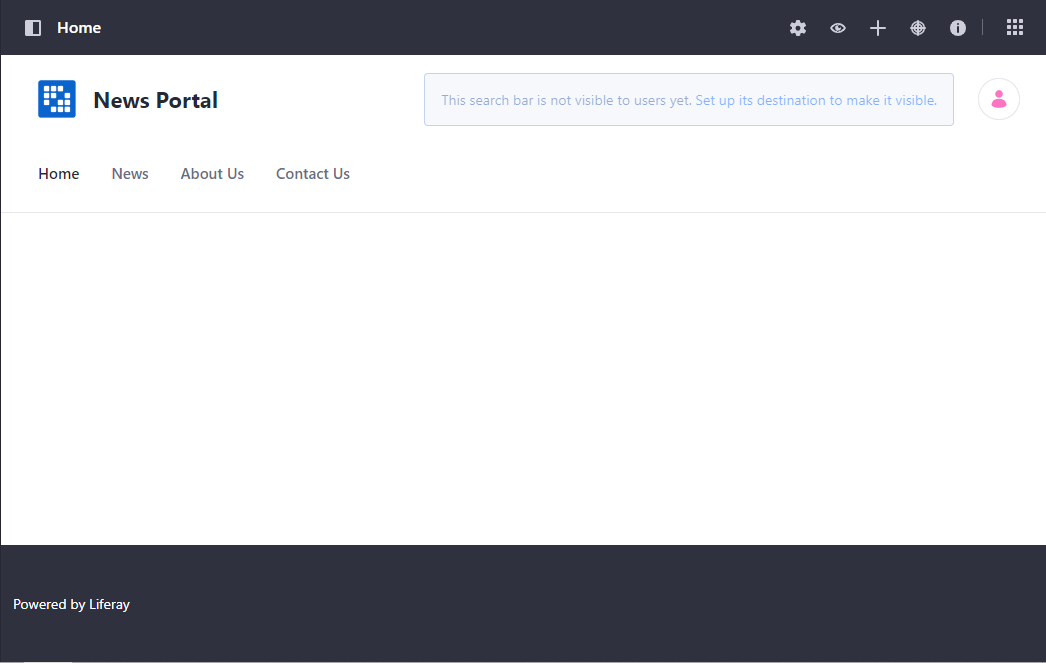 Home
News Portal
This search bar is not visible to users yet. Set up its destination to make it visible.
Home News About Us Contact Us
Powered by Liferay